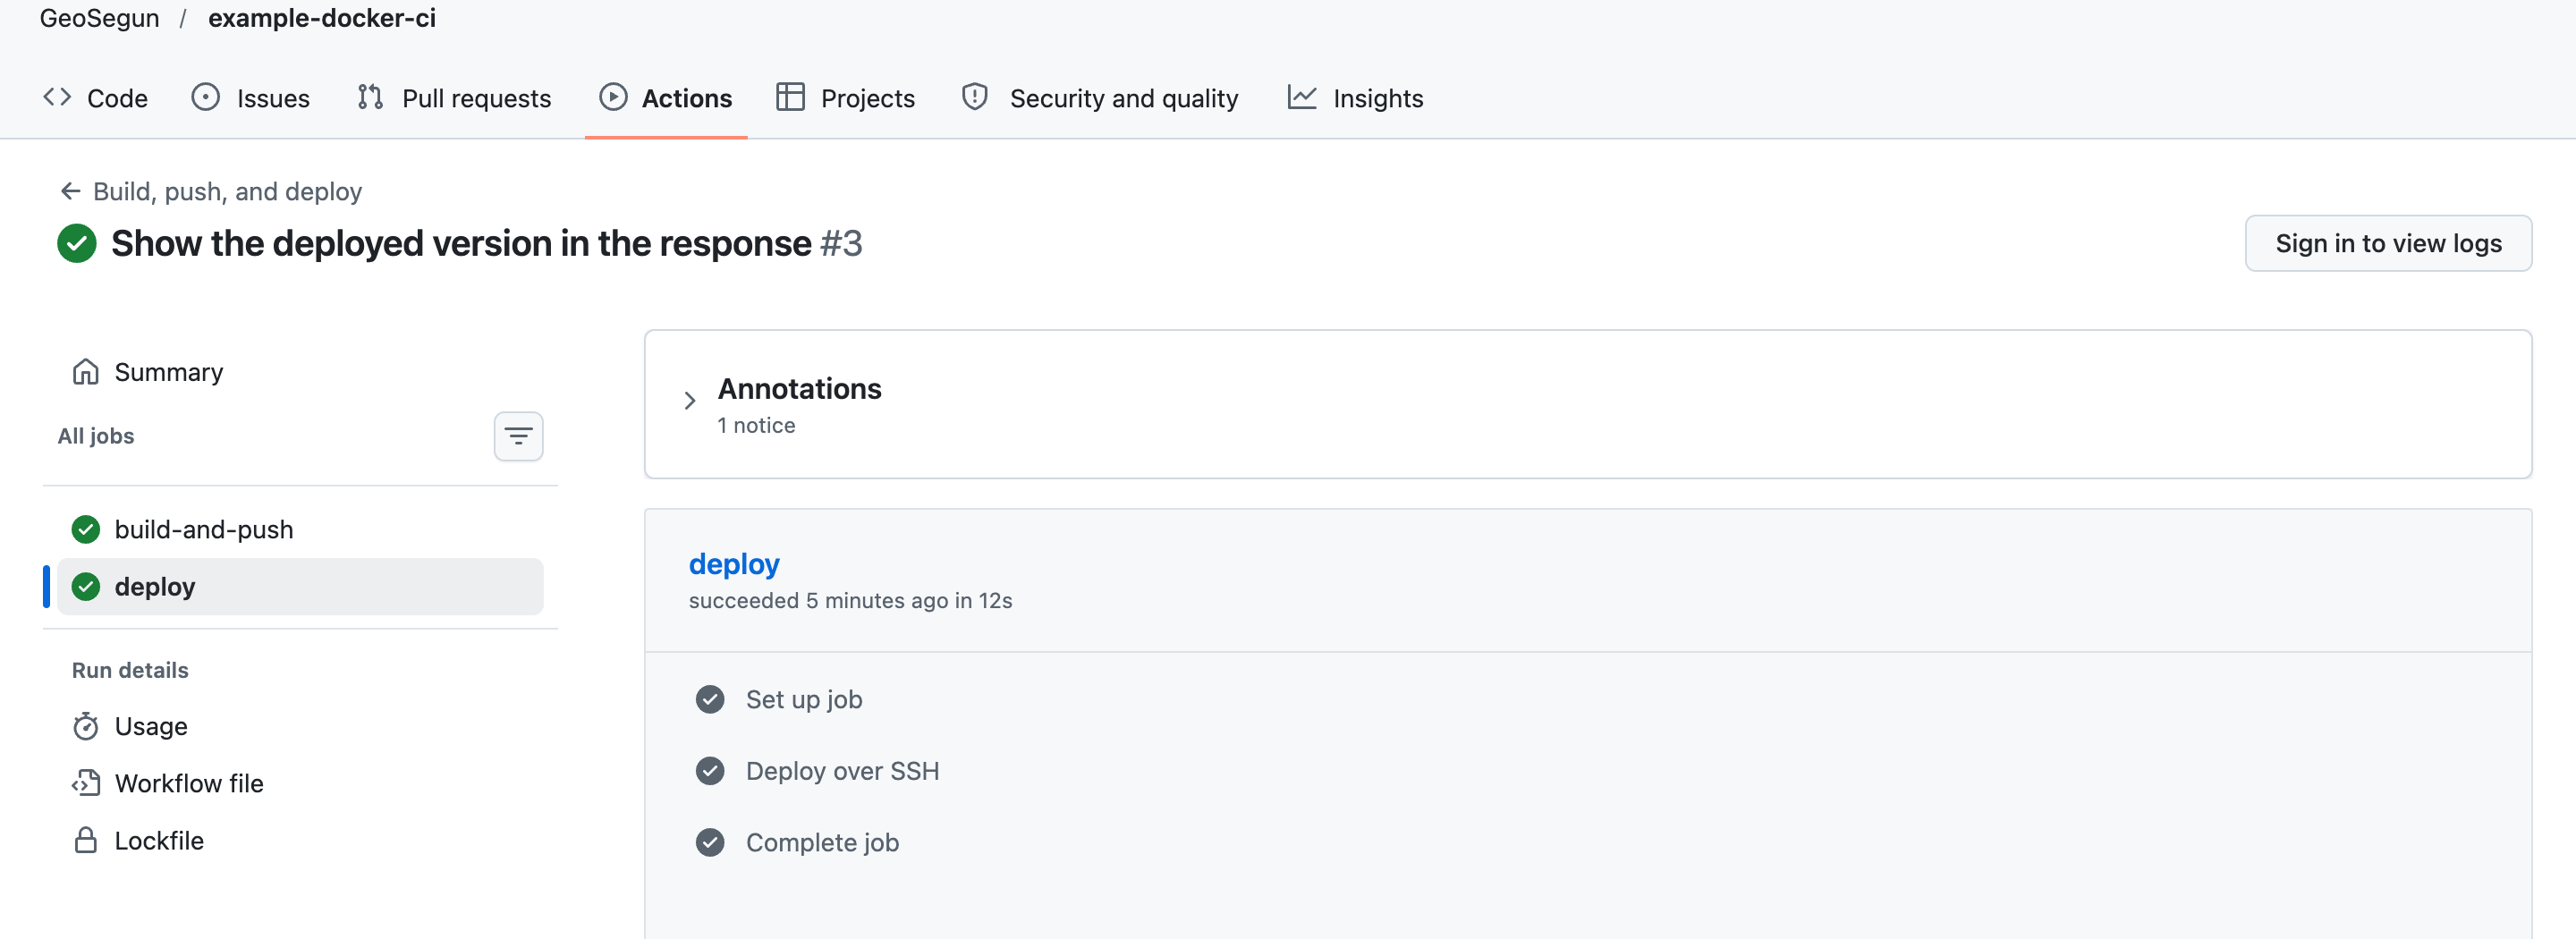 GeoSegun / example-docker-ci
Code Issues Pull requests Actions Projects Security and quality Insights
Build, push, and deploy
Show the deployed version in the response #3
Sign in to view logs
Summary
All jobs
build-and-push
deploy
Run details
Usage
Workflow file
Lockfile
Annotations
1 notice
deploy
succeeded 5 minutes ago in 12s
Set up job
Deploy over SSH
Complete job